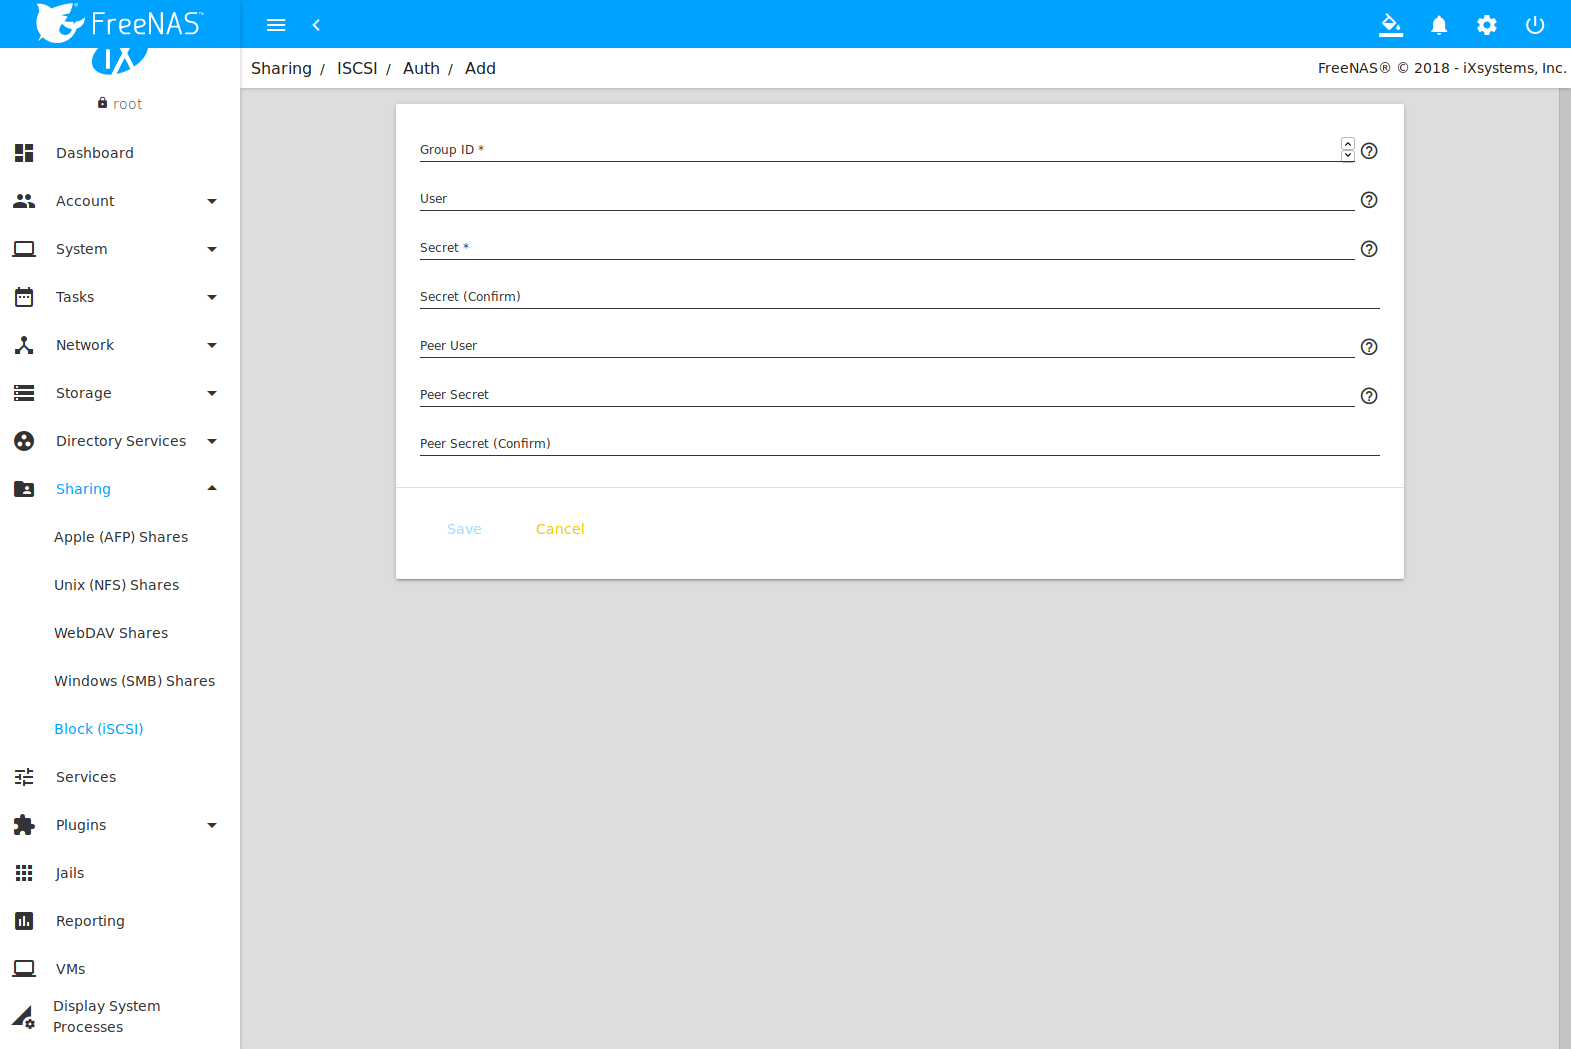 FreeNAS™
iX
root
Dashboard
Account
System
Tasks
Network
Storage
Directory Services
Sharing
Apple (AFP) Shares
Unix (NFS) Shares
WebDAV Shares
Windows (SMB) Shares
Block (iSCSI)
Services
Plugins
Jails
Reporting
VMs
Display System
Processes
Sharing / ISCSI / Auth / Add
FreeNAS® © 2018 - iXsystems, Inc.
Group ID *
User
Secret *
Secret (Confirm)
Peer User
Peer Secret
Peer Secret (Confirm)
Save Cancel